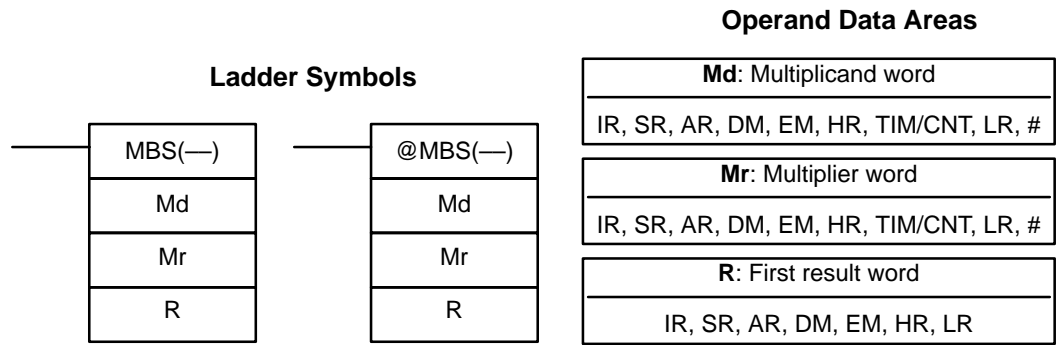 Operand Data Areas
Ladder Symbols
MBS(––)
Md
Mr
R
@MBS(––)
Md
Mr
R
Md: Multiplicand word
IR, SR, AR, DM, EM, HR, TIM/CNT, LR, #
Mr: Multiplier word
IR, SR, AR, DM, EM, HR, TIM/CNT, LR, #
R: First result word
IR, SR, AR, DM, EM, HR, LR